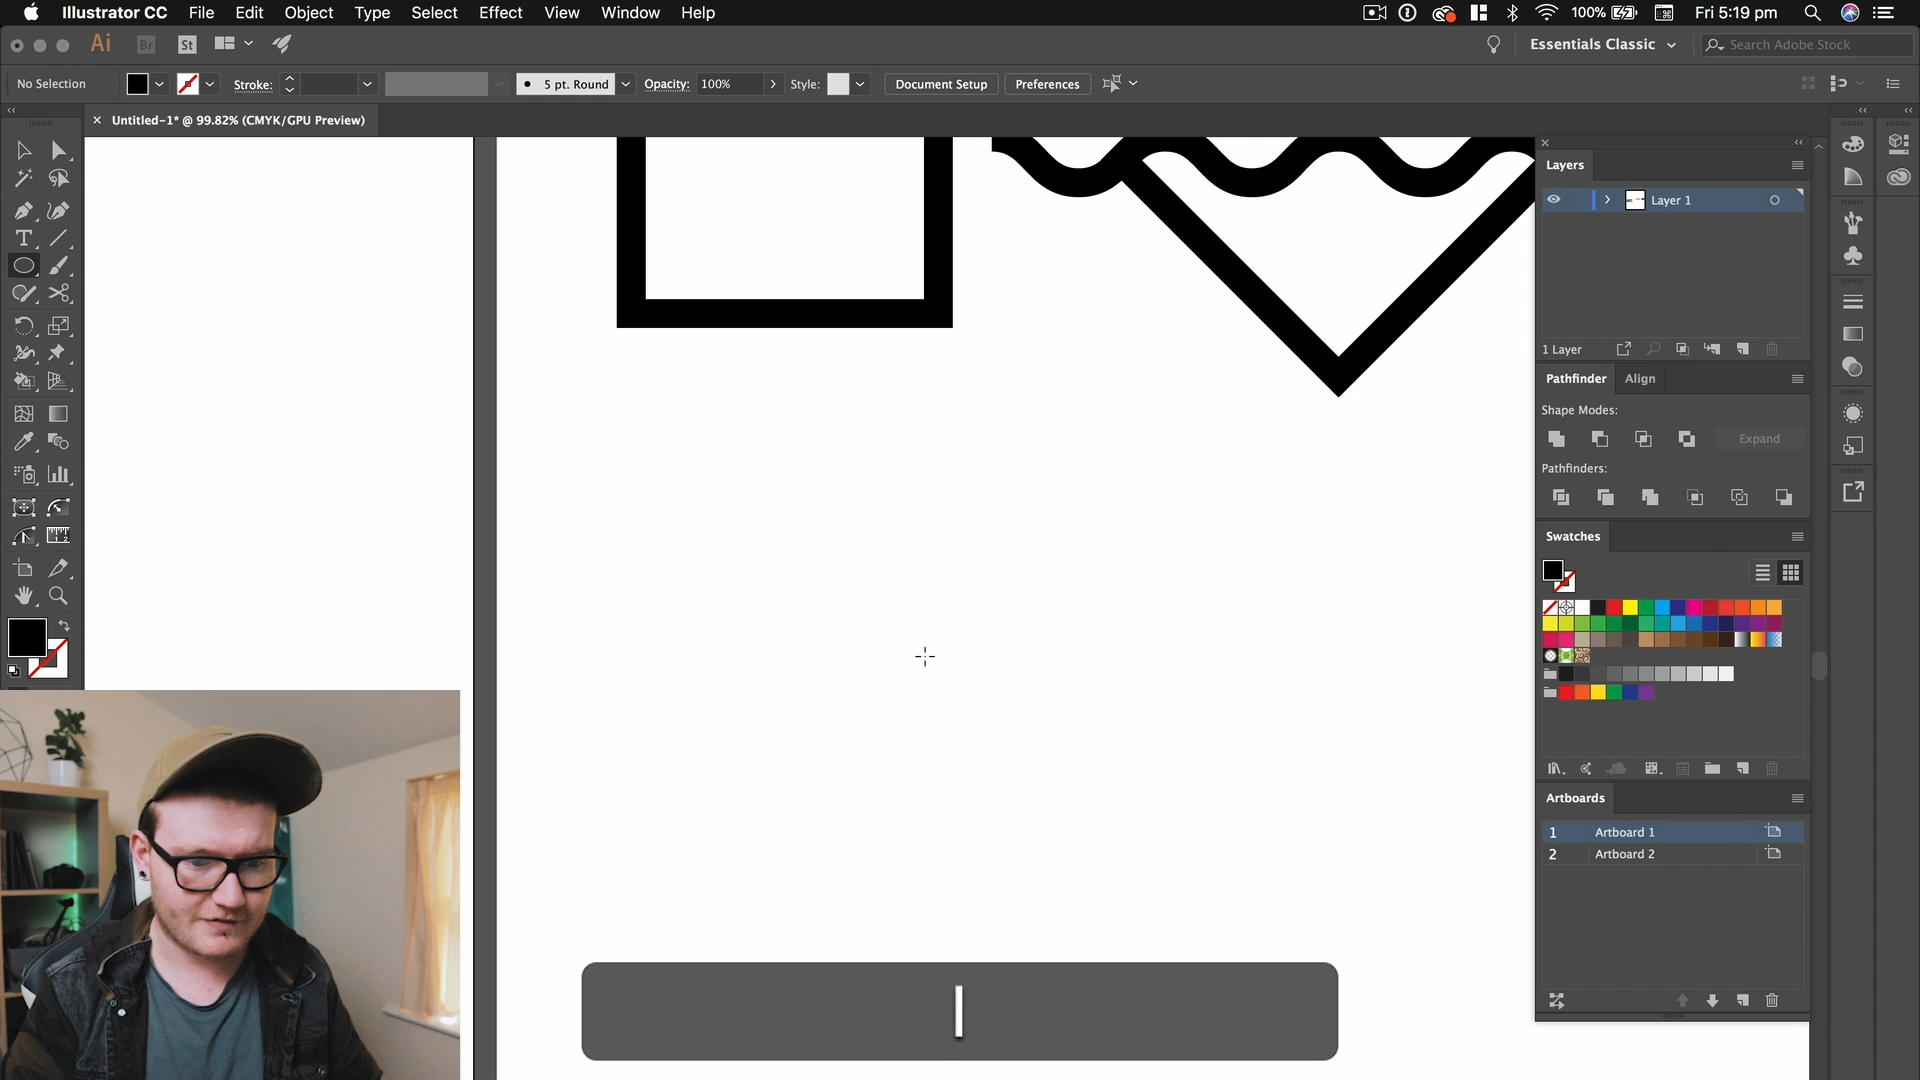 Illustrator CC File Edit Object Type Select Effect View Window Help 100% Fri 5:19 pm
Ai Br St Essentials Classic Search Adobe Stock
No Selection Stroke: 5 pt. Round Opacity: 100% Style: Document Setup Preferences
Untitled-1* @ 99.82% (CMYK/GPU Preview)
Layers
Layer 1
1 Layer
Pathfinder Align
Shape Modes:
Expand
Pathfinders:
Swatches
Artboards
1 Artboard 1
2 Artboard 2